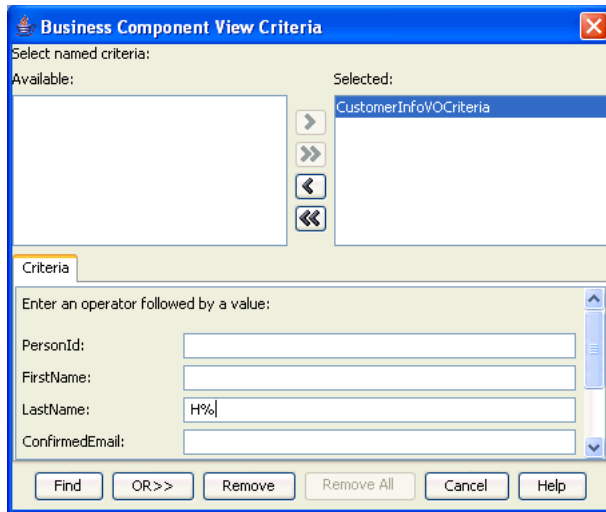 Business Component View Criteria
Select named criteria:
Available:
Selected:
CustomerInfoVOCriteria
>
>>
<
<<
Criteria
Enter an operator followed by a value:
PersonId:
FirstName:
LastName: H%
ConfirmedEmail:
Find OR>> Remove Remove All Cancel Help